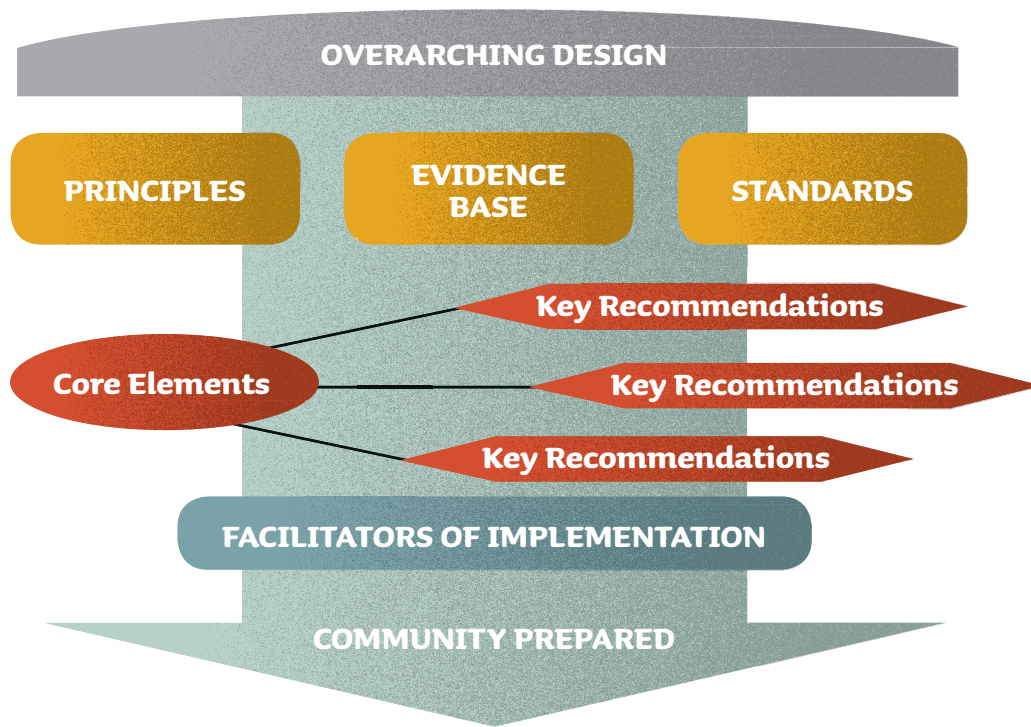 OVERARCHING DESIGN
PRINCIPLES
EVIDENCE
BASE
STANDARDS
Key Recommendations
Core Elements
Key Recommendations
Key Recommendations
FACILITATORS OF IMPLEMENTATION
COMMUNITY PREPARED